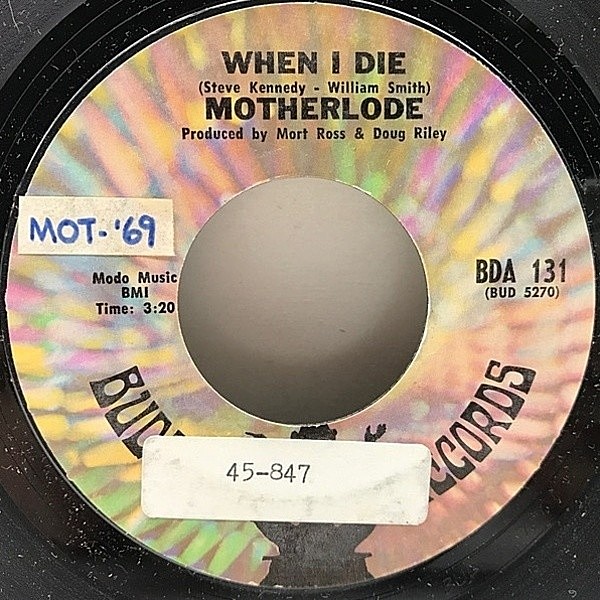 WHEN I DIE
(Steve Kennedy - William Smith)
MOTHERLODE
Produced by Mort Ross & Doug Riley
MOT-'69
Modo Music
BMI
Time: 3:20
BDA 131
(BUD 5270)
45-847